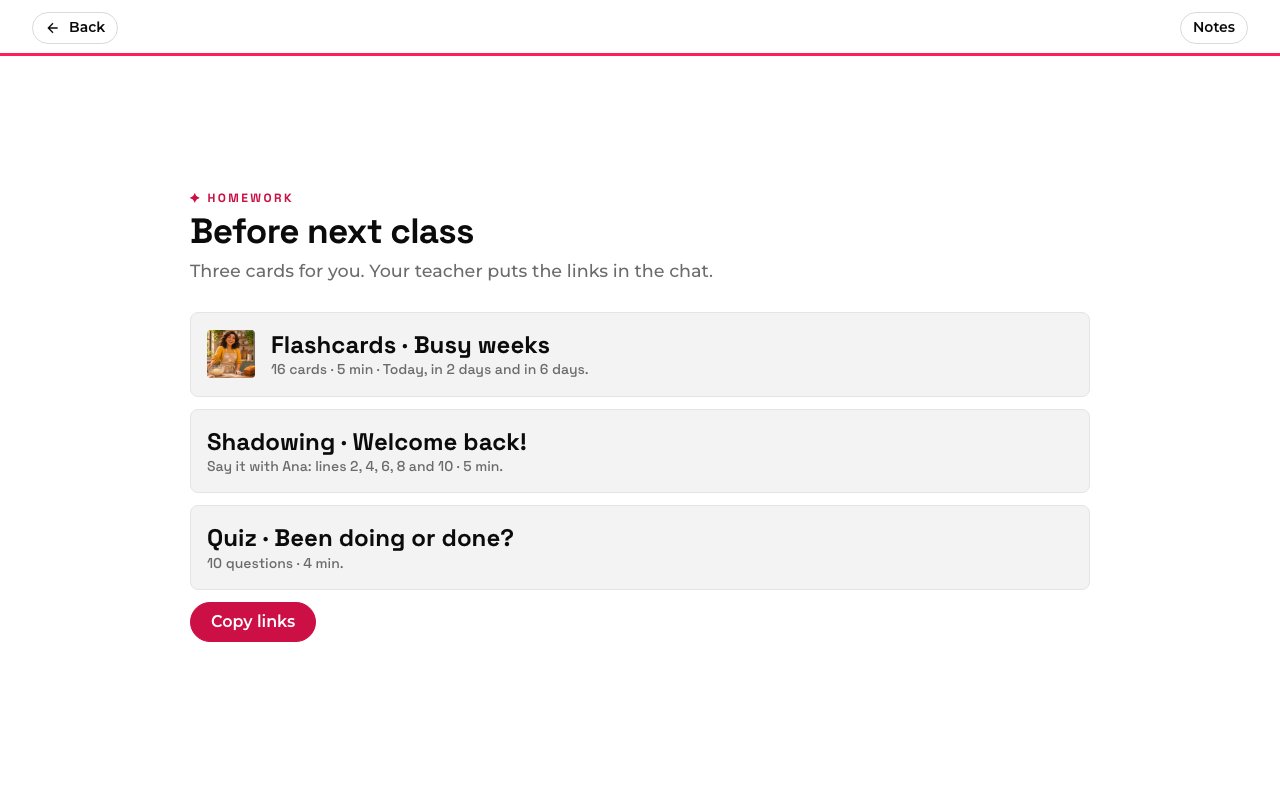 Back
Notes
HOMEWORK
Before next class
Three cards for you. Your teacher puts the links in the chat.
Flashcards · Busy weeks
16 cards · 5 min · Today, in 2 days and in 6 days.
Shadowing · Welcome back!
Say it with Ana: lines 2, 4, 6, 8 and 10 · 5 min.
Quiz · Been doing or done?
10 questions · 4 min.
Copy links